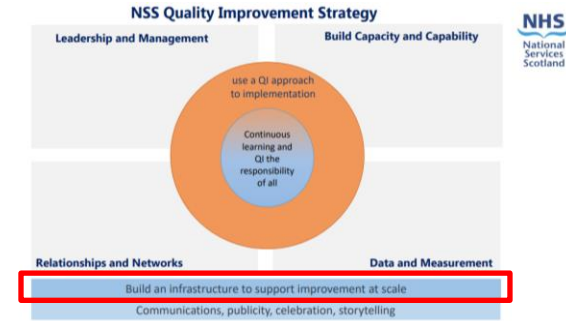 NSS Quality Improvement Strategy
NHS
National
Services
Scotland
Leadership and Management
Build Capacity and Capability
use a QI approach
to implementation
Continuous
learning and
QI the
responsibility
of all
Relationships and Networks
Data and Measurement
Build an infrastructure to support improvement at scale
Communications, publicity, celebration, storytelling